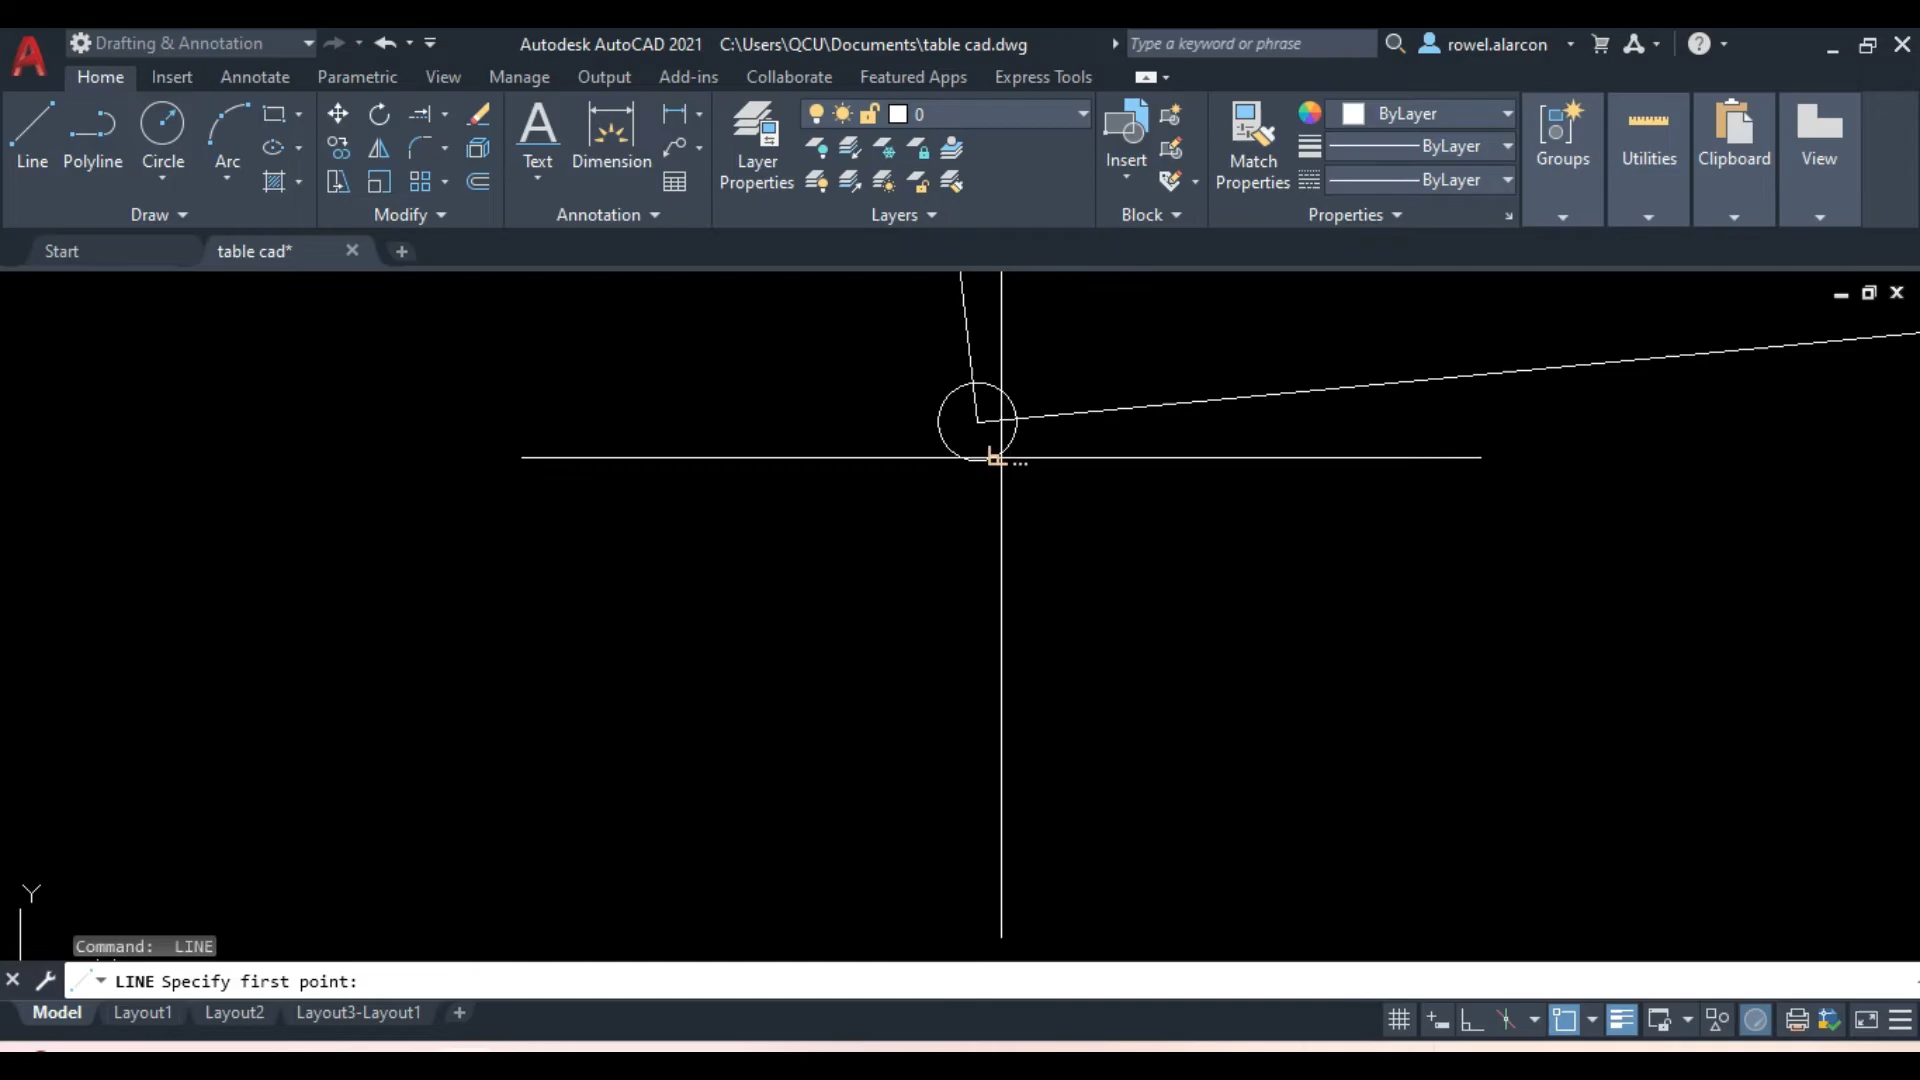 Drafting & Annotation
Autodesk AutoCAD 2021 C:\Users\QCU\Documents\table cad.dwg
Type a keyword or phrase
rowel.alarcon
Home Insert Annotate Parametric View Manage Output Add-ins Collaborate Featured Apps Express Tools
Line Polyline Circle Arc
Draw
Modify
Text Dimension
Annotation
Layer Properties
0
Layers
Insert
Block
Match Properties
ByLayer
ByLayer
ByLayer
Properties
Groups
Utilities
Clipboard
View
Start table cad*
Y
Command: LINE
LINE Specify first point:
Model Layout1 Layout2 Layout3-Layout1